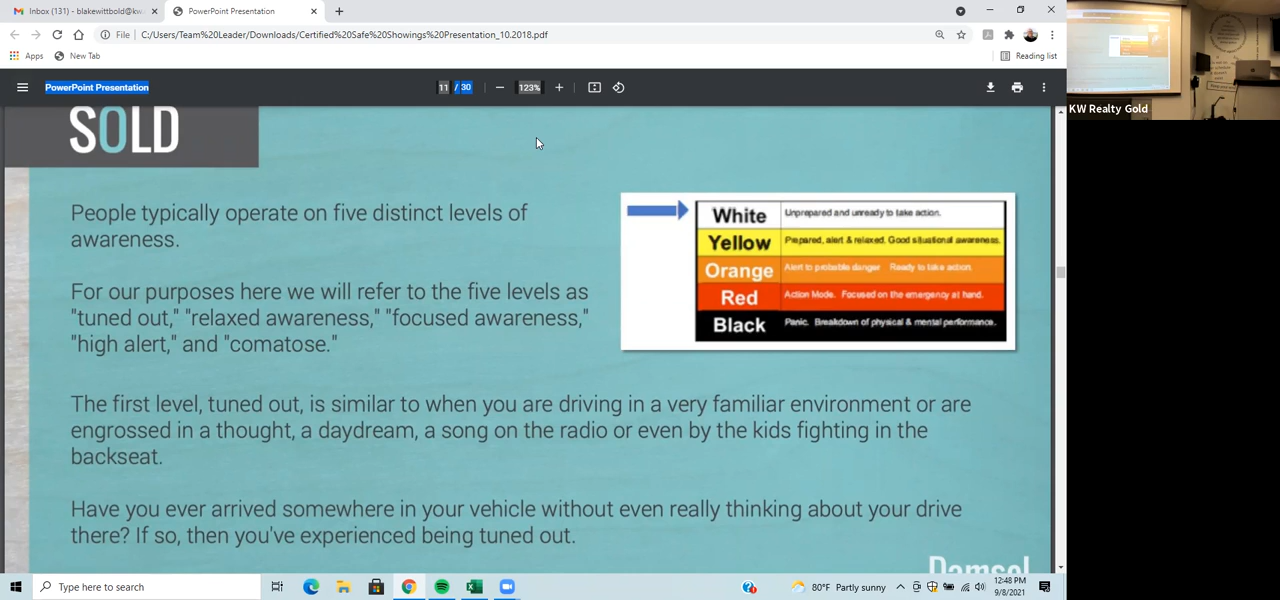 Inbox (131) - blakewittbold@kw
PowerPoint Presentation
File
C:/Users/Team%20Leader/Downloads/Certified%20Safe%20Showings%20Presentation_10.2018.pdf
Apps
New Tab
Reading list
PowerPoint Presentation
11 / 30
123%
KW Realty Gold
SOLD
People typically operate on five distinct levels of
awareness.
For our purposes here we will refer to the five levels as
"tuned out," "relaxed awareness," "focused awareness,"
"high alert," and "comatose."
White Unprepared and unready to take action.
Yellow Prepared, alert & relaxed. Good situational awareness.
Orange Alert to probable danger Ready to take action.
Red Action Mode. Focused on the emergency at hand.
Black Panic. Breakdown of physical & mental performance.
The first level, tuned out, is similar to when you are driving in a very familiar environment or are
engrossed in a thought, a daydream, a song on the radio or even by the kids fighting in the
backseat.
Have you ever arrived somewhere in your vehicle without even really thinking about your drive
there? If so, then you've experienced being tuned out.
Damsel
Type here to search
80°F Partly sunny
12:48 PM
9/8/2021